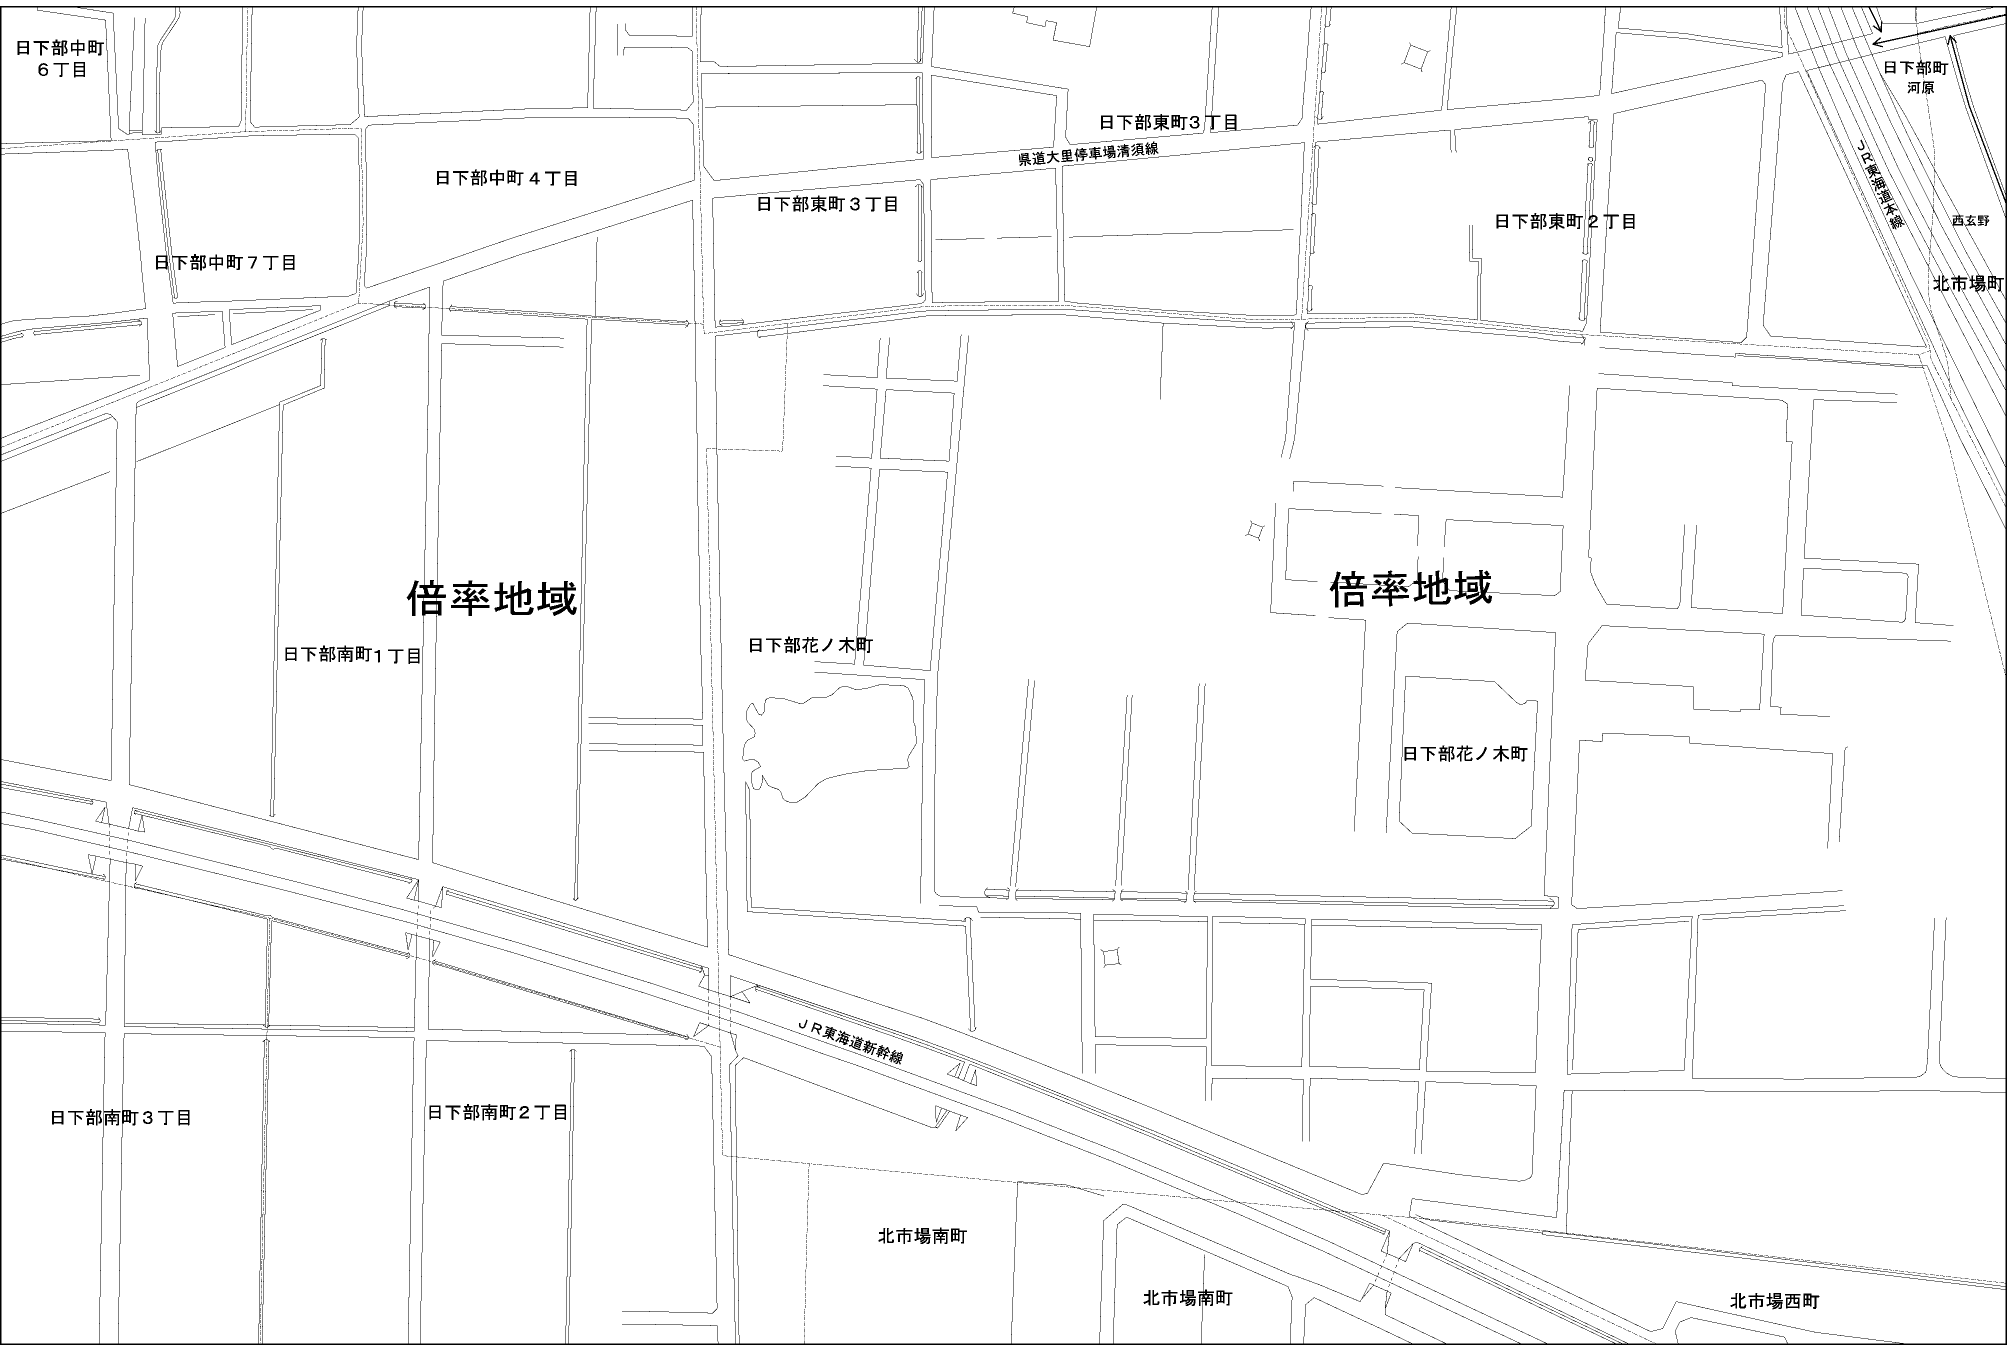 日下部中町
６丁目
日下部町
河原
日下部東町３丁目
県道大里停車場清須線
日下部中町４丁目
ＪＲ東海道本線
日下部東町３丁目
日下部東町２丁目
西玄野
日下部中町７丁目
北市場町
倍率地域
倍率地域
日下部花ノ木町
日下部南町１丁目
日下部花ノ木町
ＪＲ東海道新幹線
日下部南町３丁目
日下部南町２丁目
北市場南町
北市場南町
北市場西町